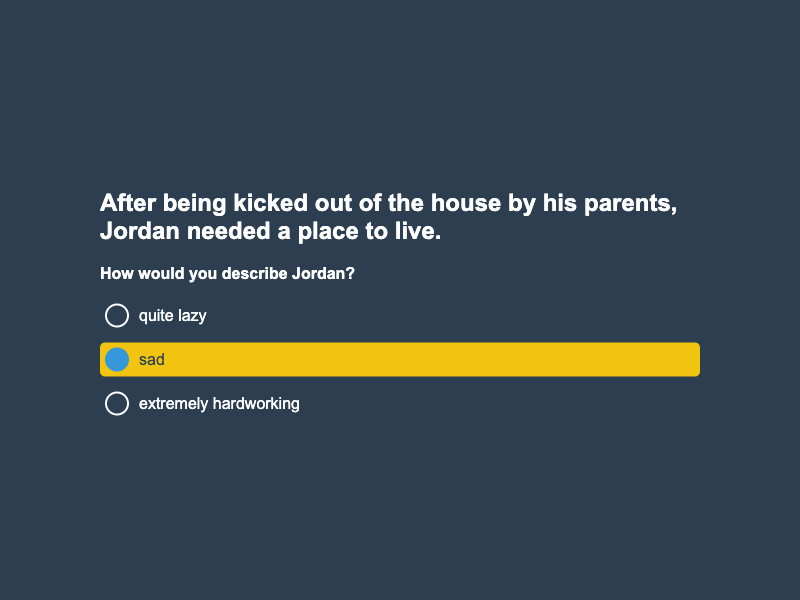 After being kicked out of the house by his parents,
Jordan needed a place to live.
How would you describe Jordan?
quite lazy
sad
extremely hardworking